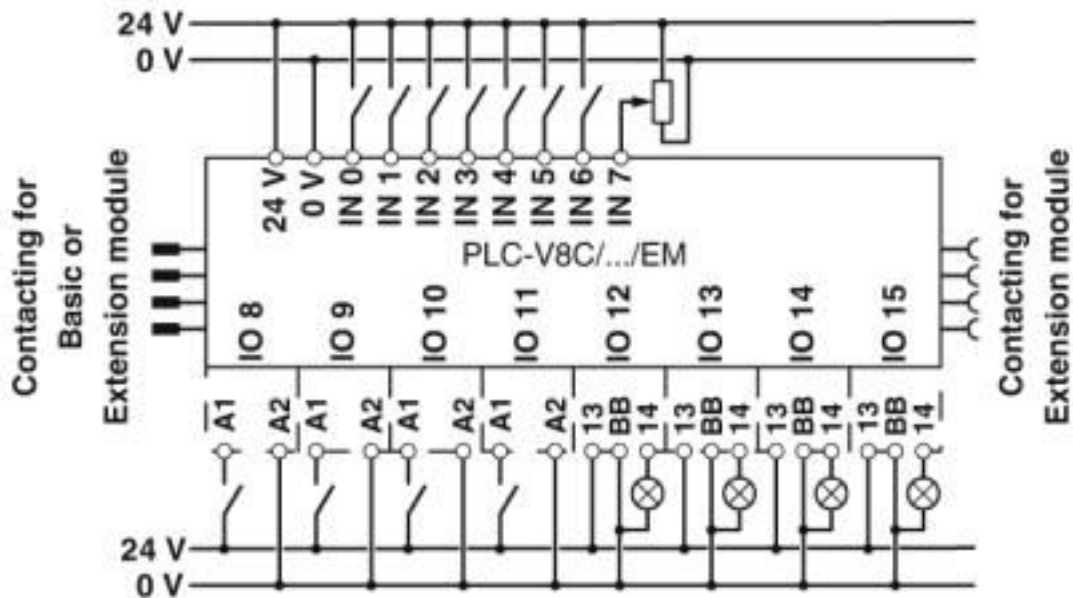 24 V
0 V
Contacting for
Basic or
Extension module
24 V
0 V
IN 0
IN 1
IN 2
IN 3
IN 4
IN 5
IN 6
IN 7
PLC-V8C/.../EM
IO 8
IO 9
IO 10
IO 11
IO 12
IO 13
IO 14
IO 15
Contacting for
Extension module
A1
A2
A1
A2
A1
A2
A1
A2
13
BB
14
13
BB
14
13
BB
14
13
BB
14
24 V
0 V